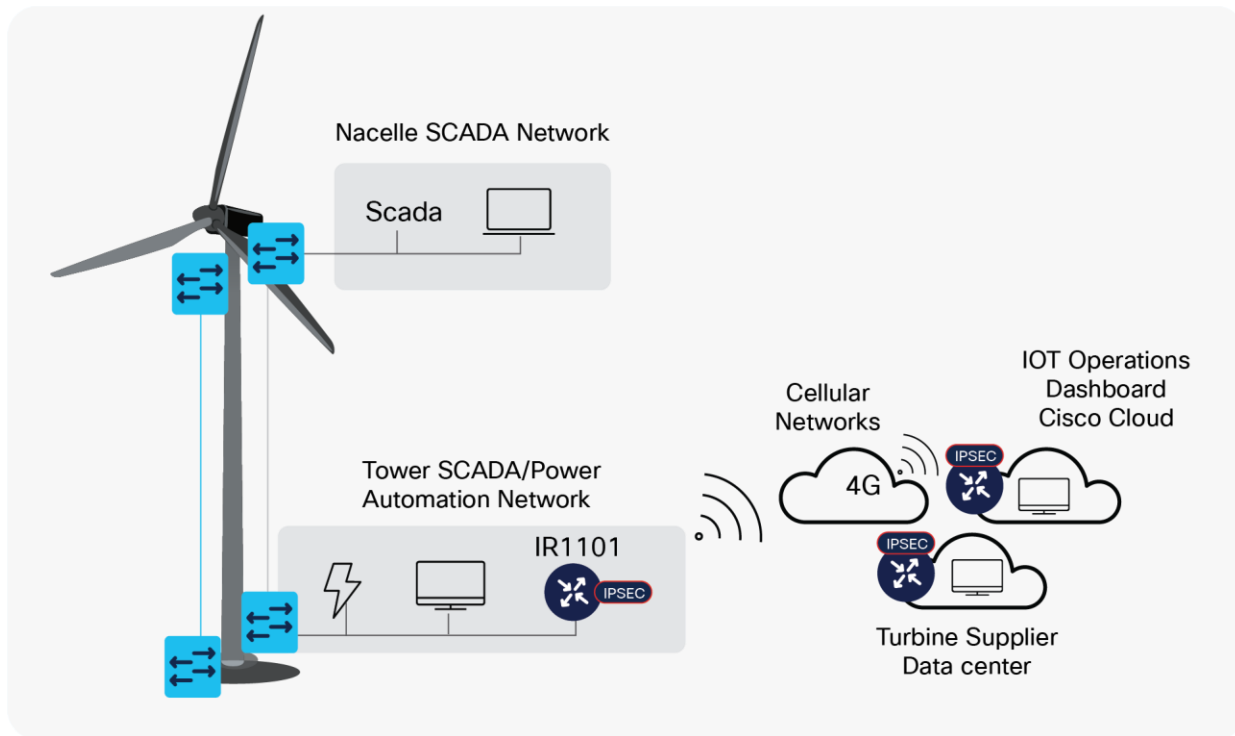 Nacelle SCADA Network
Scada
IOT Operations
Dashboard
Cisco Cloud
Cellular
Networks
IPSEC
4G
Tower SCADA/Power
Automation Network
IR1101
IPSEC
IPSEC
Turbine Supplier
Data center